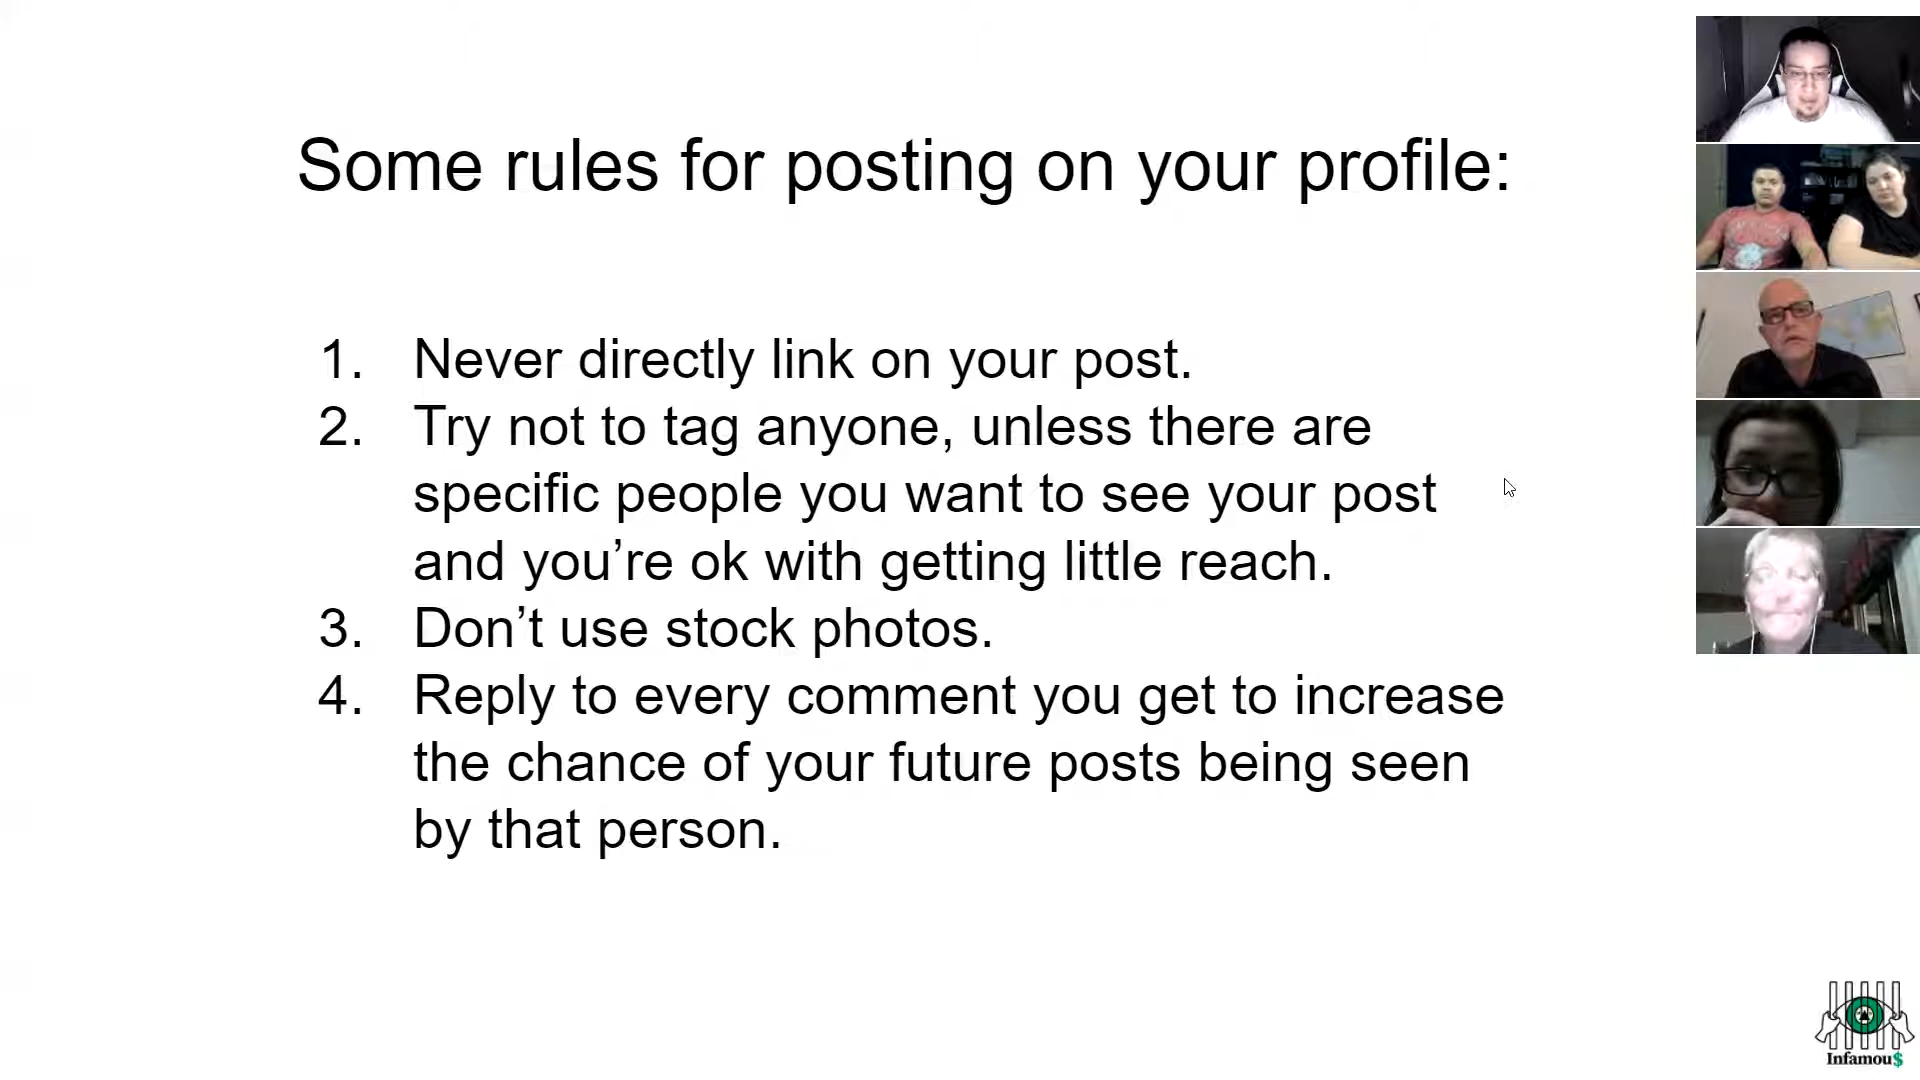 Some rules for posting on your profile:
1. Never directly link on your post.
2. Try not to tag anyone, unless there are
specific people you want to see your post
and you’re ok with getting little reach.
3. Don’t use stock photos.
4. Reply to every comment you get to increase
the chance of your future posts being seen
by that person.
Infamou$